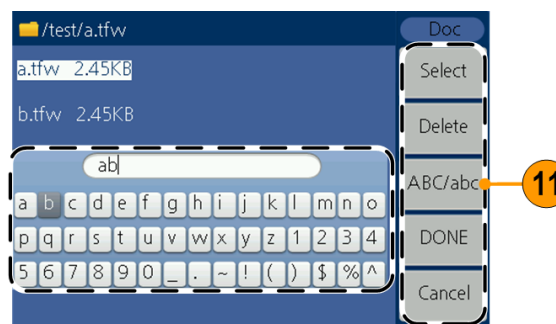 /test/a.tfw
Doc
a.tfw 2.45KB
Select
b.tfw 2.45KB
Delete
ab
ABC/abc
11
a b c d e f g h i j k l m n o
p q r s t u v w x y z 1 2 3 4
DONE
5 6 7 8 9 0 _ . ~ ! ( ) $ % ^
Cancel